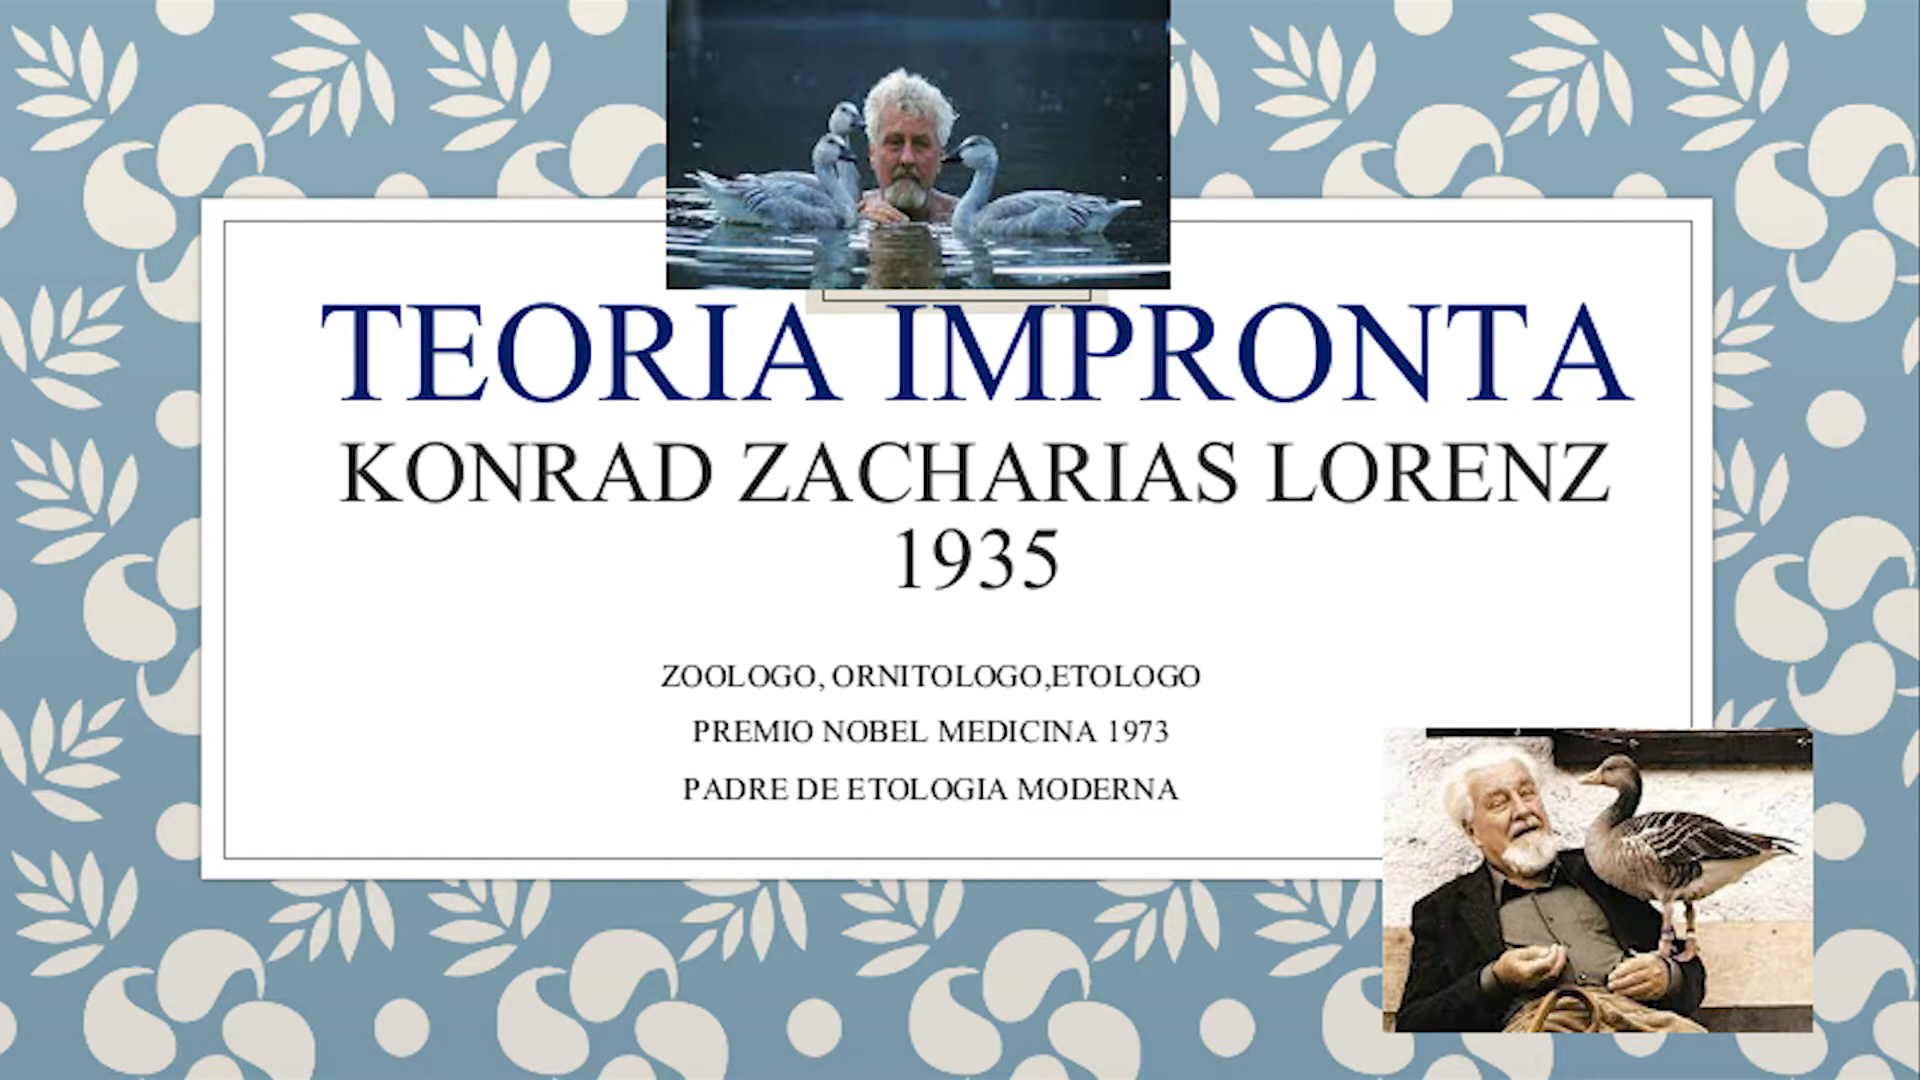 TEORIA IMPRONTA
KONRAD ZACHARIAS LORENZ
1935
ZOOLOGO, ORNITOLOGO,ETOLOGO
PREMIO NOBEL MEDICINA 1973
PADRE DE ETOLOGIA MODERNA